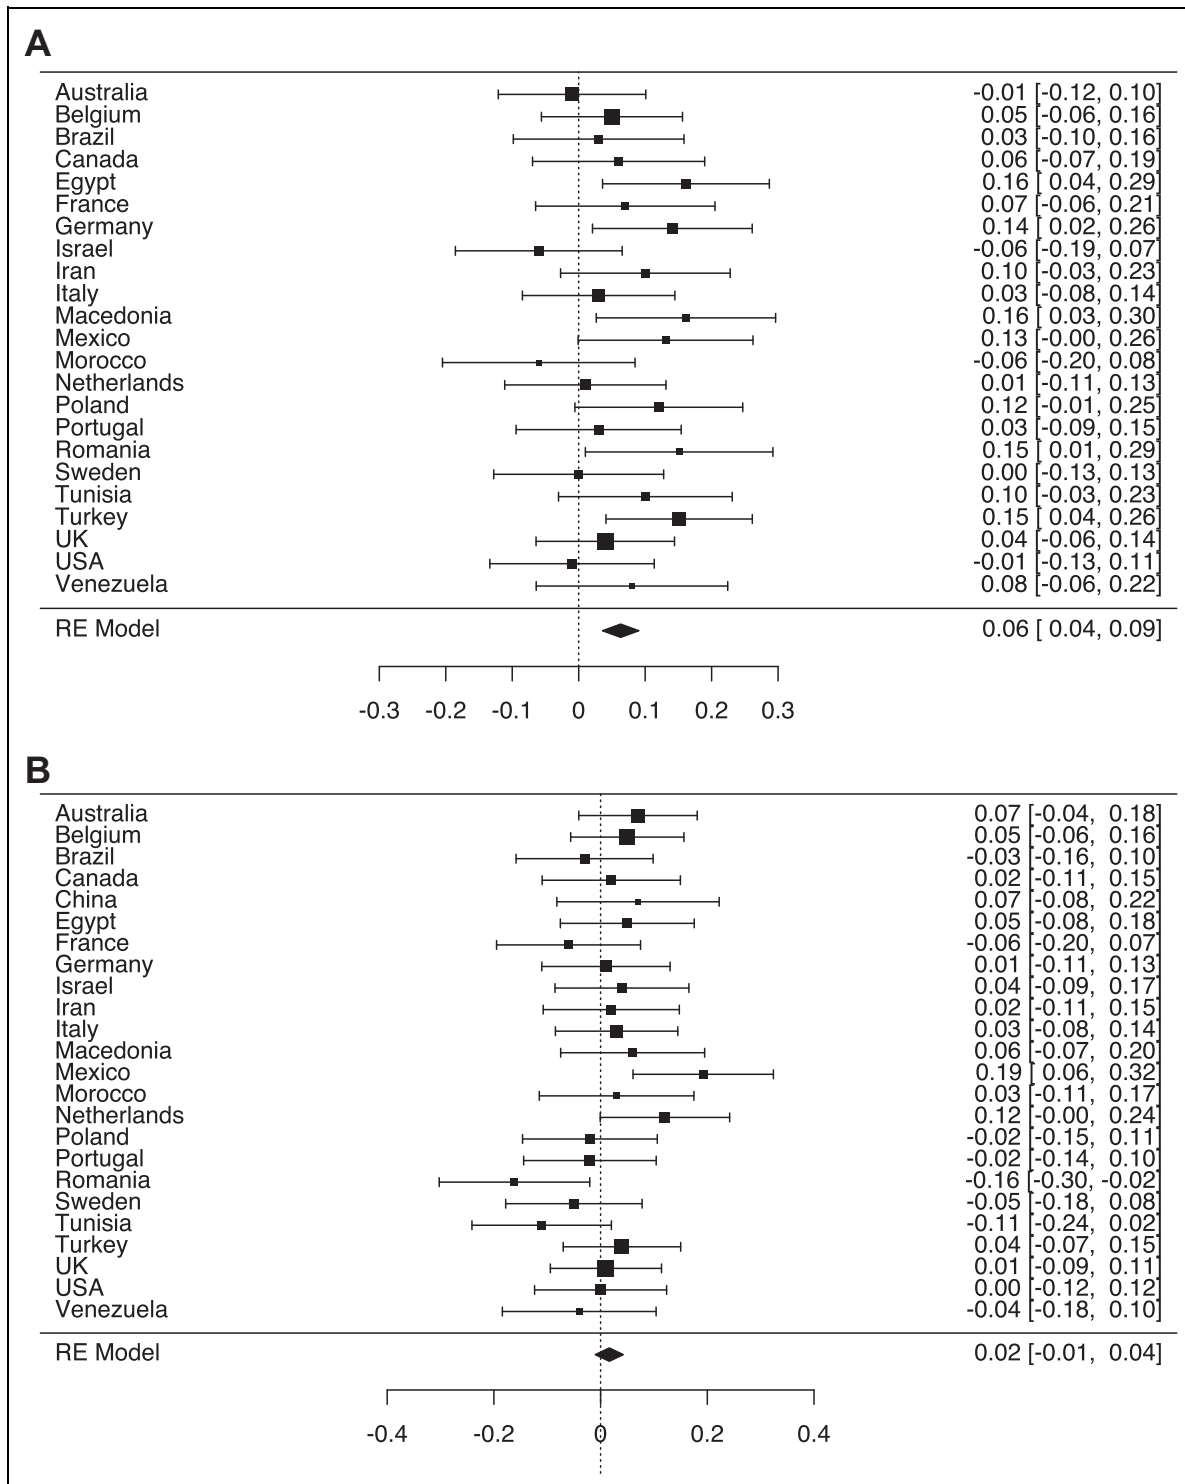 A
Australia -0.01 [-0.12, 0.10]
Belgium 0.05 [-0.06, 0.16]
Brazil 0.03 [-0.10, 0.16]
Canada 0.06 [-0.07, 0.19]
Egypt 0.16 [ 0.04, 0.29]
France 0.07 [-0.06, 0.21]
Germany 0.14 [ 0.02, 0.26]
Israel -0.06 [-0.19, 0.07]
Iran 0.10 [-0.03, 0.23]
Italy 0.03 [-0.08, 0.14]
Macedonia 0.16 [ 0.03, 0.30]
Mexico 0.13 [-0.00, 0.26]
Morocco -0.06 [-0.20, 0.08]
Netherlands 0.01 [-0.11, 0.13]
Poland 0.12 [-0.01, 0.25]
Portugal 0.03 [-0.09, 0.15]
Romania 0.15 [ 0.01, 0.29]
Sweden 0.00 [-0.13, 0.13]
Tunisia 0.10 [-0.03, 0.23]
Turkey 0.15 [ 0.04, 0.26]
UK 0.04 [-0.06, 0.14]
USA -0.01 [-0.13, 0.11]
Venezuela 0.08 [-0.06, 0.22]
RE Model 0.06 [ 0.04, 0.09]
-0.3 -0.2 -0.1 0 0.1 0.2 0.3
B
Australia 0.07 [-0.04, 0.18]
Belgium 0.05 [-0.06, 0.16]
Brazil -0.03 [-0.16, 0.10]
Canada 0.02 [-0.11, 0.15]
China 0.07 [-0.08, 0.22]
Egypt 0.05 [-0.08, 0.18]
France -0.06 [-0.20, 0.07]
Germany 0.01 [-0.11, 0.13]
Israel 0.04 [-0.09, 0.17]
Iran 0.02 [-0.11, 0.15]
Italy 0.03 [-0.08, 0.14]
Macedonia 0.06 [-0.07, 0.20]
Mexico 0.19 [ 0.06, 0.32]
Morocco 0.03 [-0.11, 0.17]
Netherlands 0.12 [-0.00, 0.24]
Poland -0.02 [-0.15, 0.11]
Portugal -0.02 [-0.14, 0.10]
Romania -0.16 [-0.30, -0.02]
Sweden -0.05 [-0.18, 0.08]
Tunisia -0.11 [-0.24, 0.02]
Turkey 0.04 [-0.07, 0.15]
UK 0.01 [-0.09, 0.11]
USA 0.00 [-0.12, 0.12]
Venezuela -0.04 [-0.18, 0.10]
RE Model 0.02 [-0.01, 0.04]
-0.4 -0.2 0 0.2 0.4